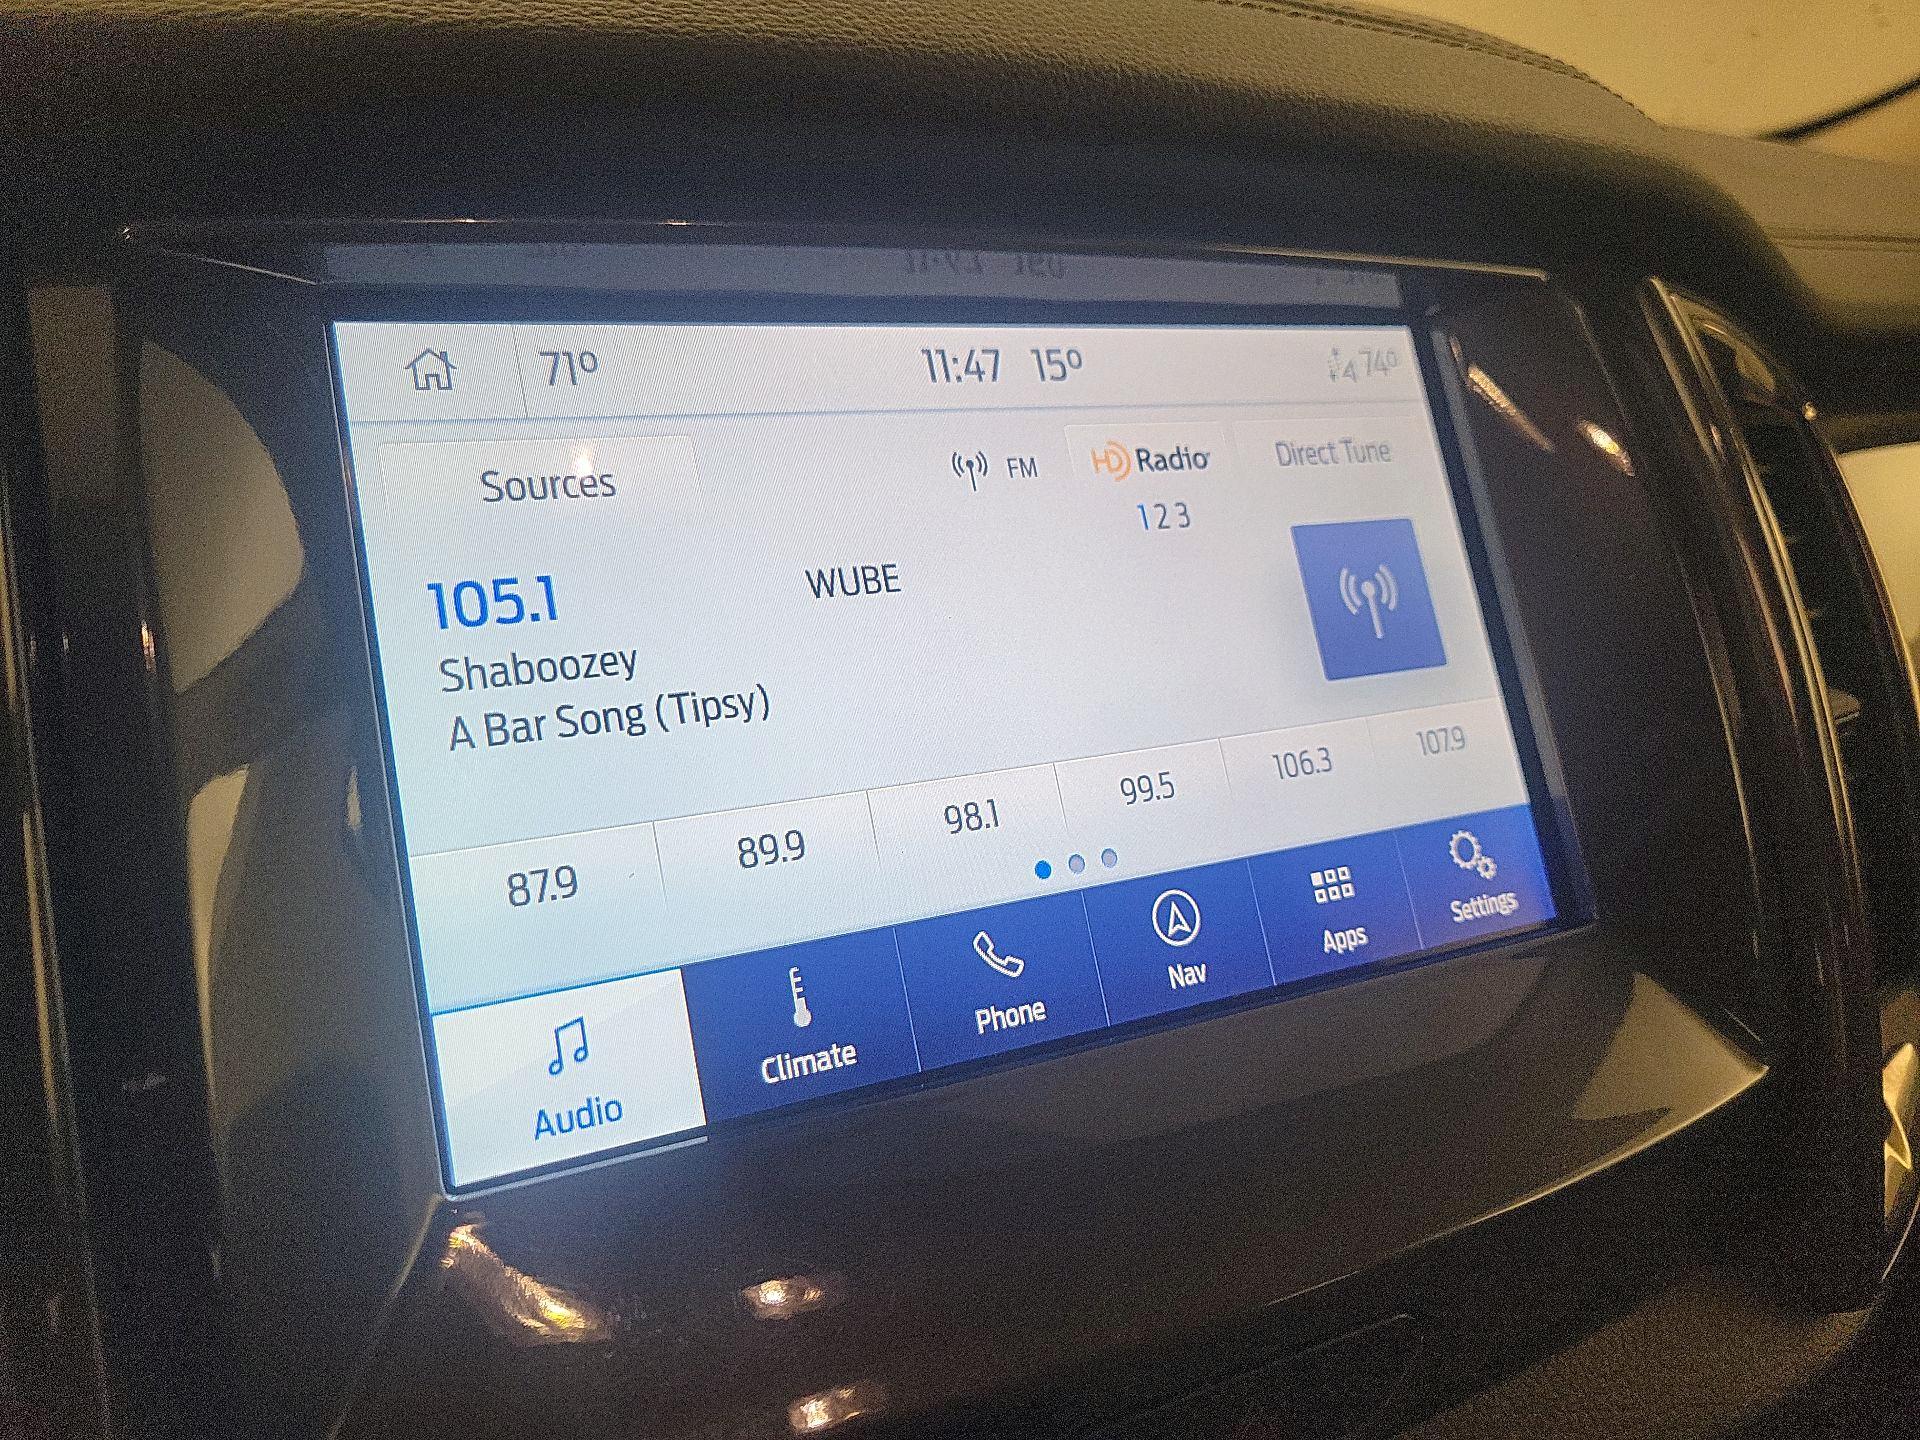 71° 11:47 15° 4 74°
Sources FM HD Radio Direct Tune
1 2 3
105.1 WUBE
Shaboozey
A Bar Song (Tipsy)
87.9 89.9 98.1 99.5 106.3 107.9
Audio Climate Phone Nav Apps Settings